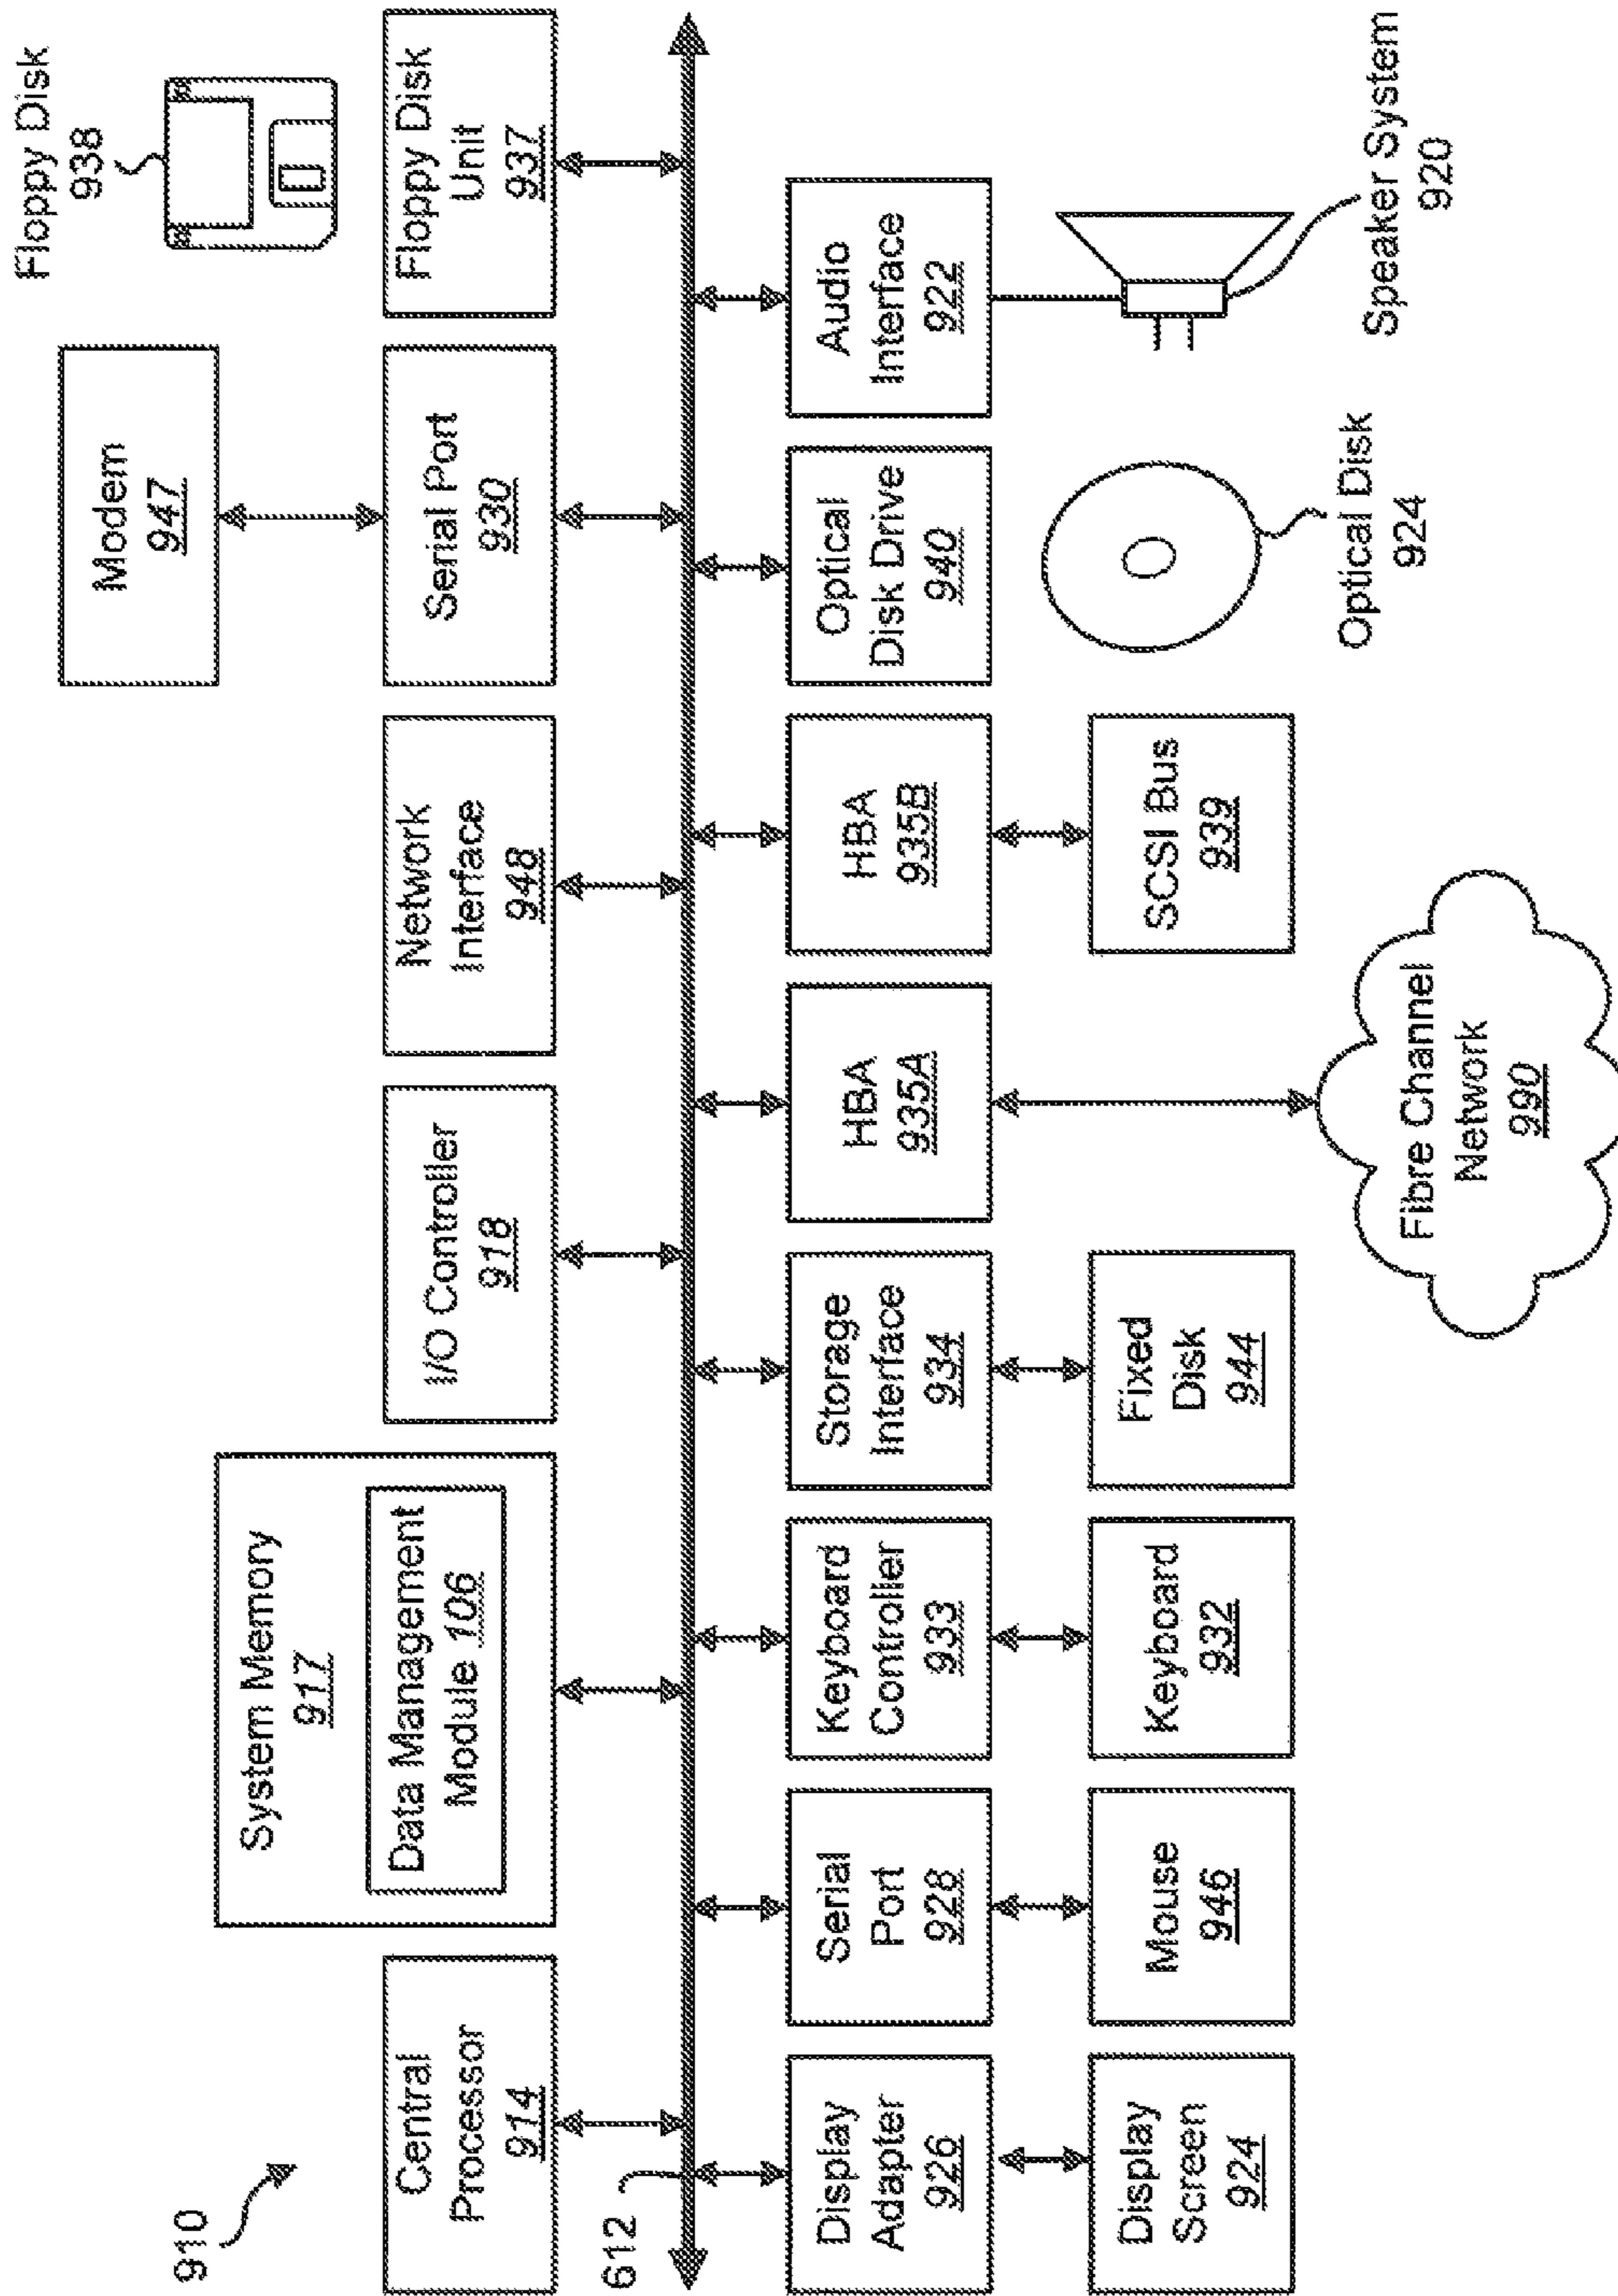 910
Central
Processor
914
System Memory
917
Data Management
Module 106
I/O Controller
918
Network
Interface
948
Modem
947
Serial Port
930
Floppy Disk
938
Floppy Disk
Unit
937
612
Display
Adapter
926
Serial
Port
928
Keyboard
Controller
933
Storage
Interface
934
HBA
935A
HBA
935B
Optical
Disk Drive
940
Audio
Interface
922
Display
Screen
924
Mouse
946
Keyboard
932
Fixed
Disk
944
Fibre Channel
Network
990
SCSI Bus
939
Optical Disk
924
Speaker System
920